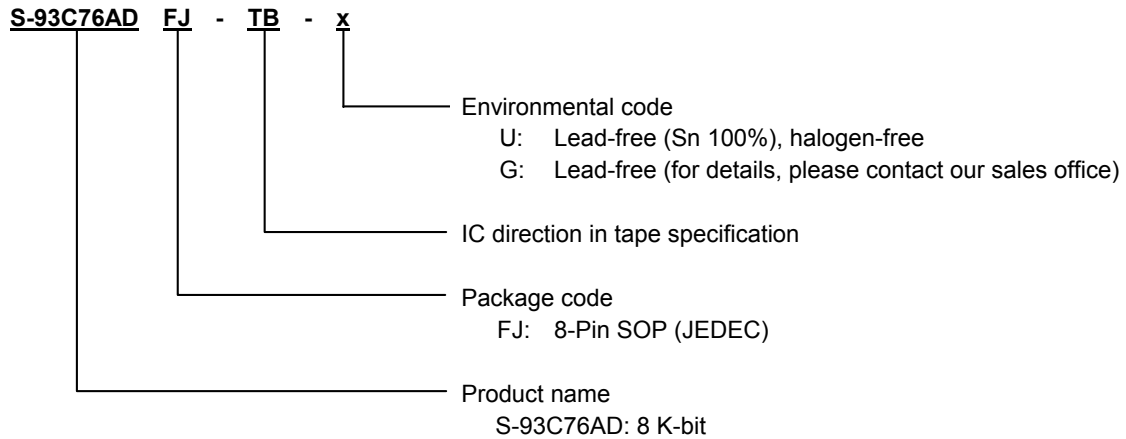 S-93C76AD FJ - TB - x
Environmental code
U: Lead-free (Sn 100%), halogen-free
G: Lead-free (for details, please contact our sales office)
IC direction in tape specification
Package code
FJ: 8-Pin SOP (JEDEC)
Product name
S-93C76AD: 8 K-bit